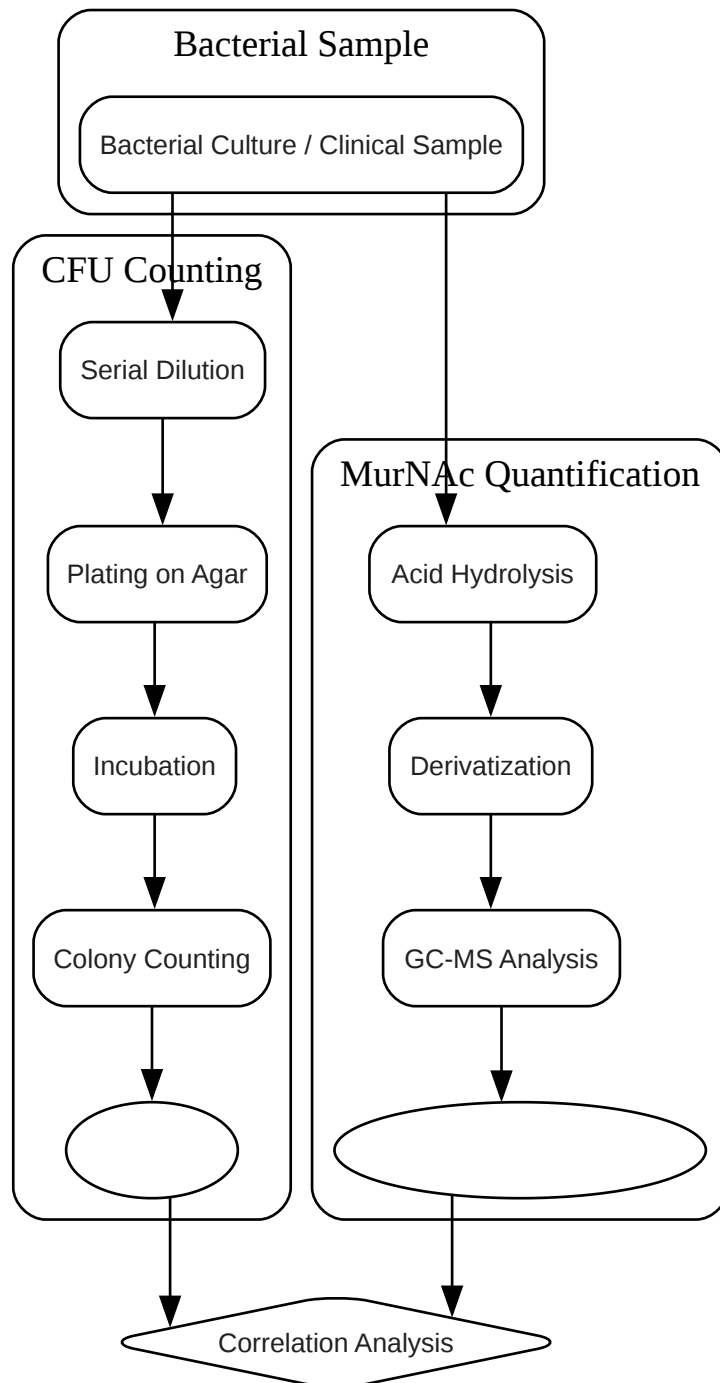 Bacterial Sample
Bacterial Culture / Clinical Sample
CFU Counting
Serial Dilution
Plating on Agar
Incubation
Colony Counting
MurNAc Quantification
Acid Hydrolysis
Derivatization
GC-MS Analysis
Correlation Analysis